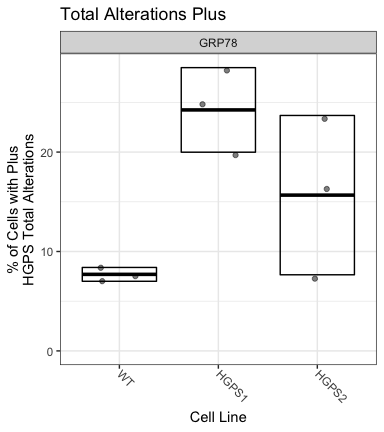 Total Alterations Plus
GRP78
% of Cells with Plus
HGPS Total Alterations
20
10
0
WT
HGPS1
HGPS2
Cell Line